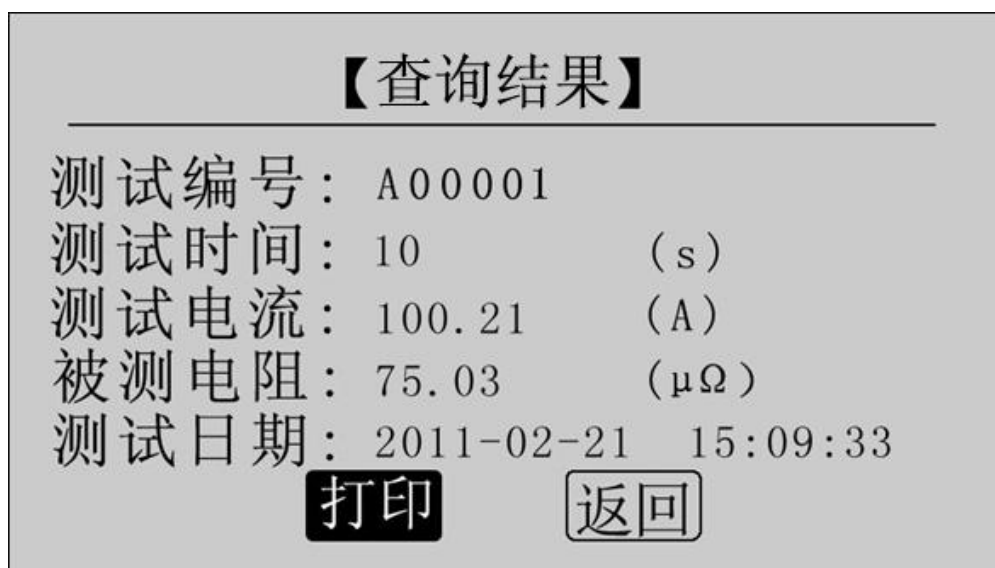 【查询结果】
测试编号: A00001
测试时间: 10 (s)
测试电流: 100.21 (A)
被测电阻: 75.03 (μΩ)
测试日期: 2011-02-21 15:09:33
打印 返回